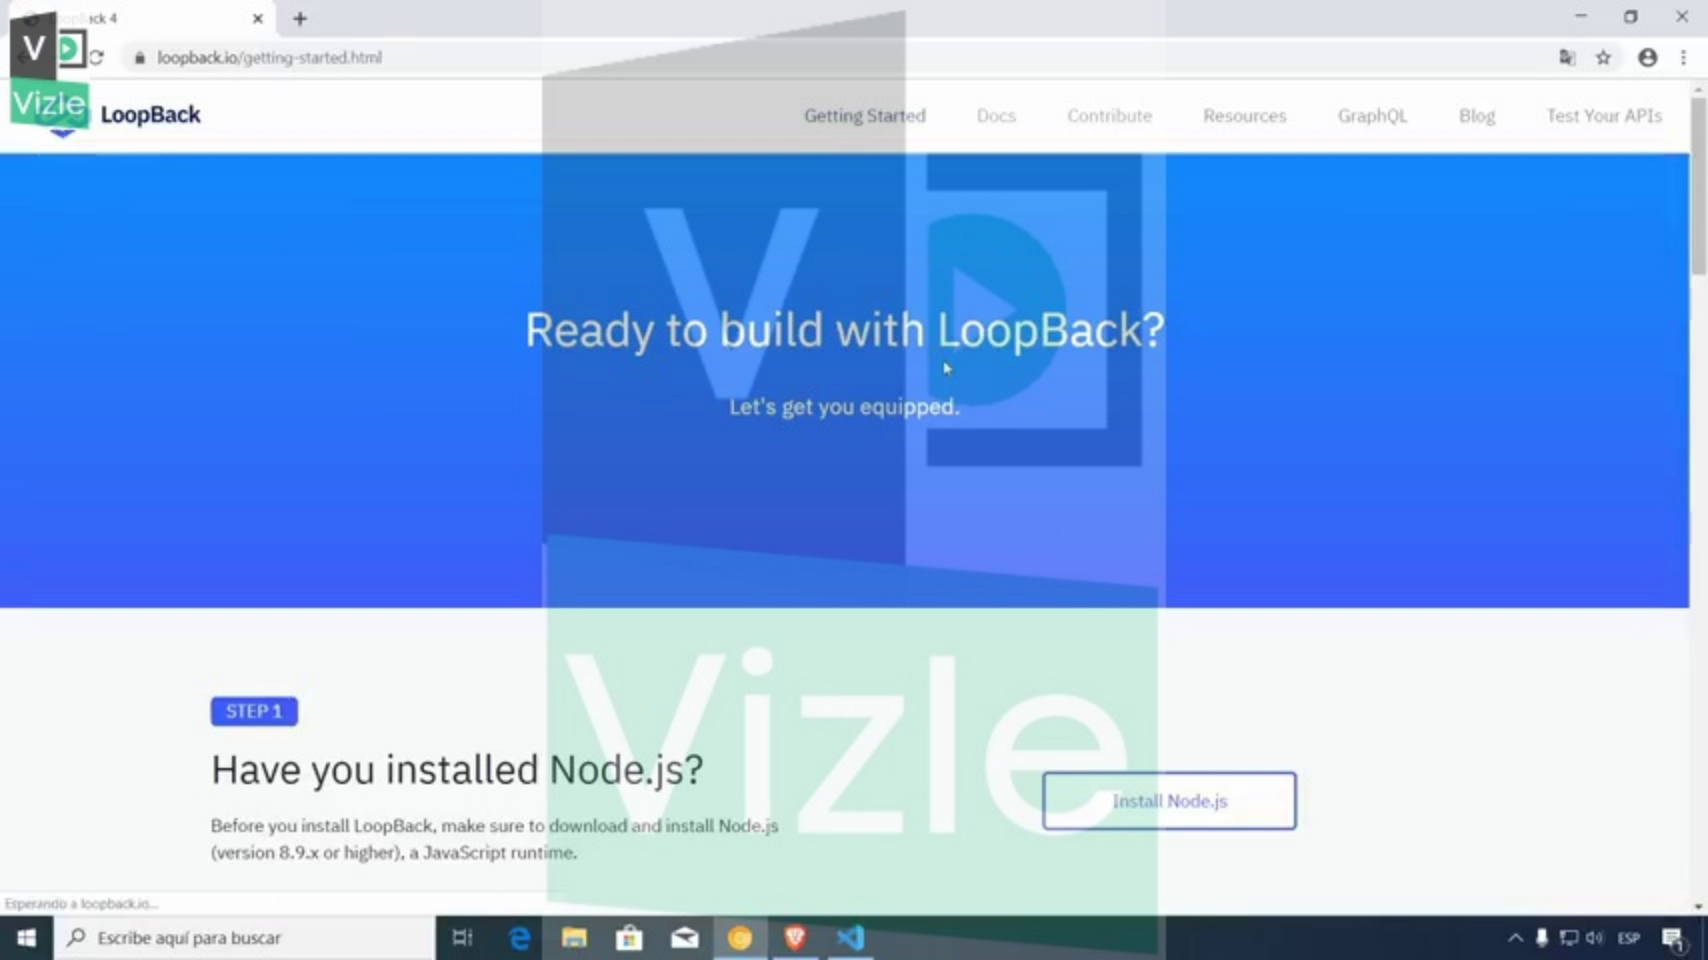 LoopBack 4
V
Vizle
loopback.io/getting-started.html
LoopBack
Getting Started
Docs
Contribute
Resources
GraphQL
Blog
Test Your APIs
V
Ready to build with LoopBack?
Let's get you equipped.
Vizle
STEP 1
Have you installed Node.js?
Before you install LoopBack, make sure to download and install Node.js
(version 8.9.x or higher), a JavaScript runtime.
Install Node.js
Esperando a loopback.io...
Escribe aquí para buscar
ESP
1